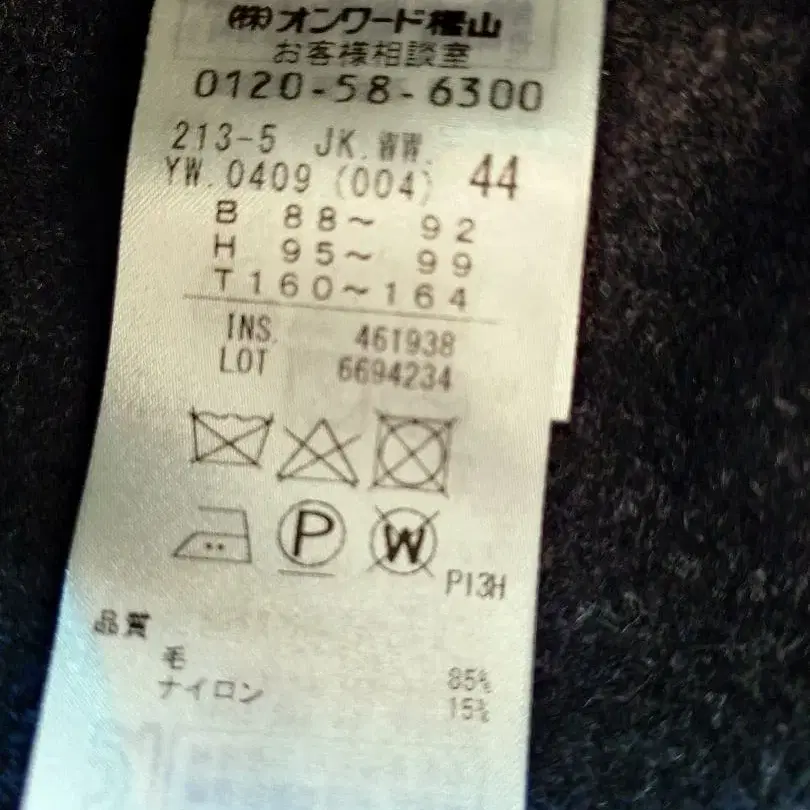 ㈱オンワード樫山
お客様相談室
0120-58-6300
213-5 JK.WW.
YW.0409 (004) 44
B 88~ 92
H 95~ 99
T160~164
INS. 461938
LOT 6694234
P
W
P13H
品質
毛 85%
ナイロン 15%